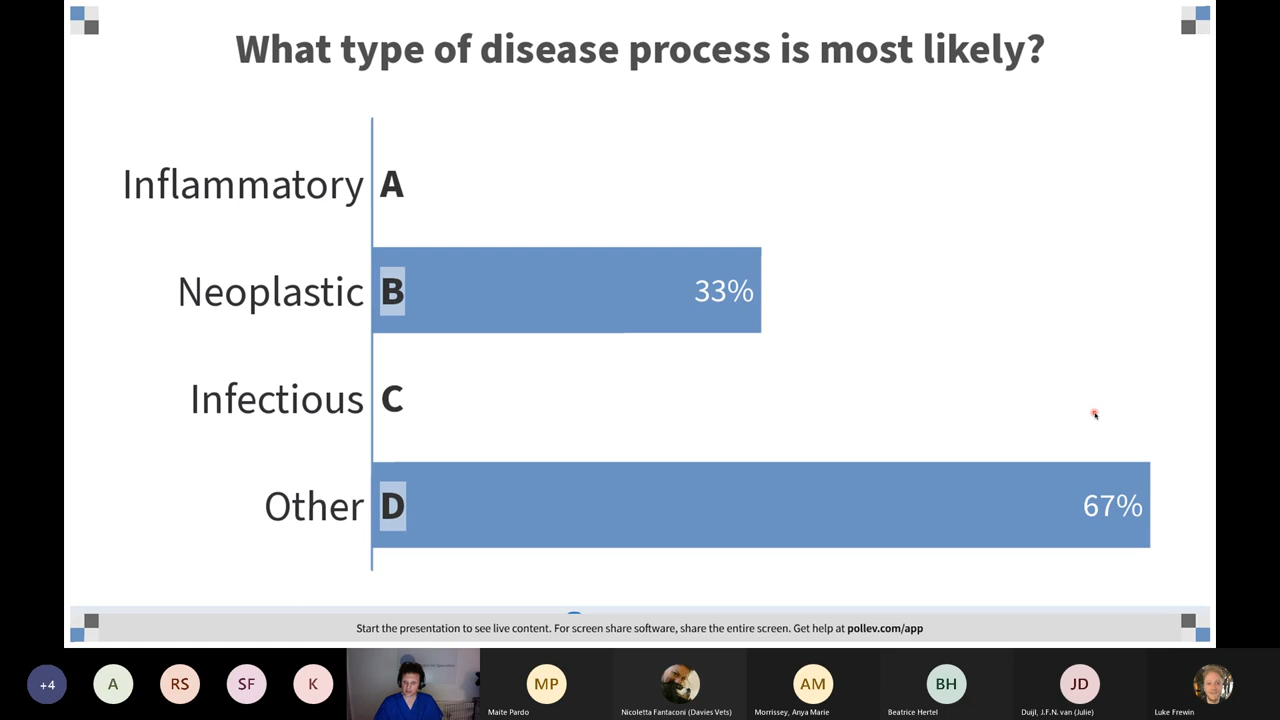 What type of disease process is most likely?
Inflammatory A
Neoplastic B 33%
Infectious C
Other D 67%
Start the presentation to see live content. For screen share software, share the entire screen. Get help at pollev.com/app
+4 A RS SF K MP AM BH JD
Maite Pardo Nicoletta Fantaconi (Davies Vets) Morrissey, Anya Marie Beatrice Hertel Duijl, J.F.N. van (Julie) Luke Frewin